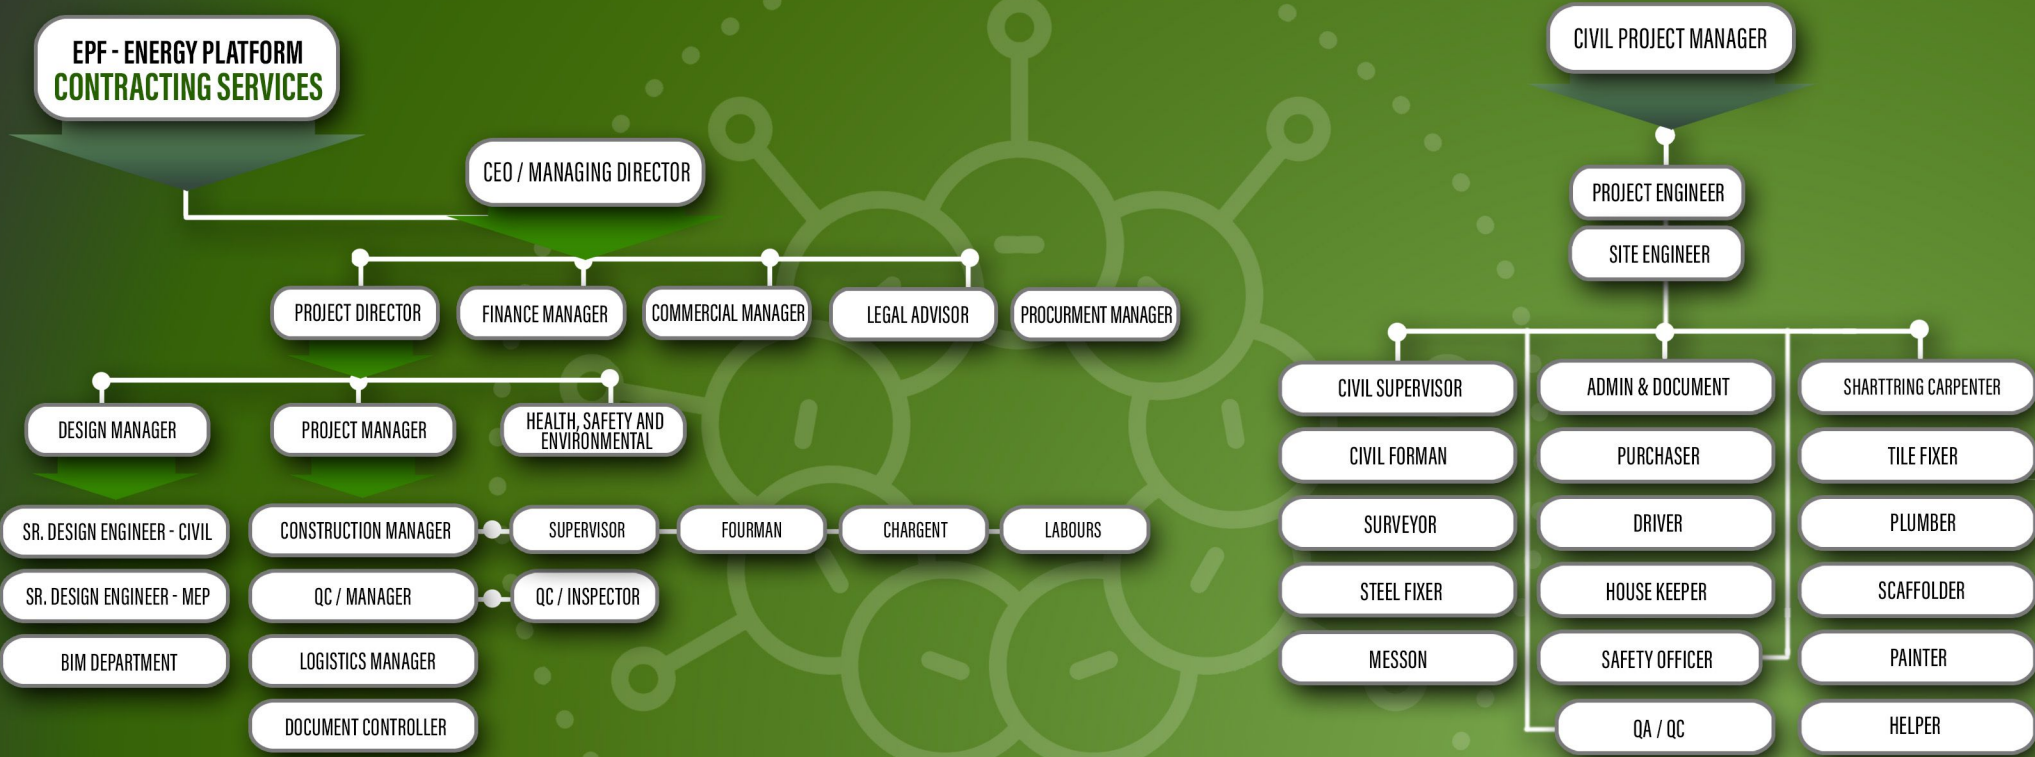 EPF - ENERGY PLATFORM
CONTRACTING SERVICES
CEO / MANAGING DIRECTOR
PROJECT DIRECTOR
FINANCE MANAGER
COMMERCIAL MANAGER
LEGAL ADVISOR
PROCURMENT MANAGER
DESIGN MANAGER
PROJECT MANAGER
HEALTH, SAFETY AND
ENVIRONMENTAL
SR. DESIGN ENGINEER - CIVIL
SR. DESIGN ENGINEER - MEP
BIM DEPARTMENT
CONSTRUCTION MANAGER
SUPERVISOR
FOURMAN
CHARGENT
LABOURS
QC / MANAGER
QC / INSPECTOR
LOGISTICS MANAGER
DOCUMENT CONTROLLER
CIVIL PROJECT MANAGER
PROJECT ENGINEER
SITE ENGINEER
CIVIL SUPERVISOR
CIVIL FORMAN
SURVEYOR
STEEL FIXER
MESSON
ADMIN & DOCUMENT
PURCHASER
DRIVER
HOUSE KEEPER
SAFETY OFFICER
QA / QC
SHARTTRING CARPENTER
TILE FIXER
PLUMBER
SCAFFOLDER
PAINTER
HELPER